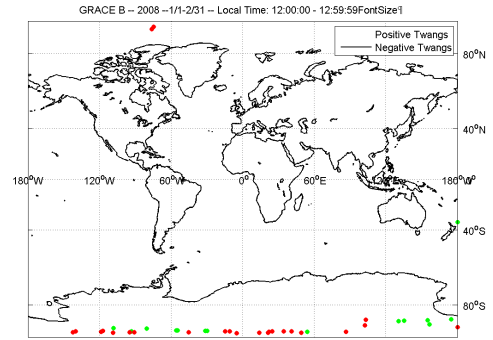 GRACE B -- 2008 --1/1-2/31 -- Local Time: 12:00:00 - 12:59:59FontSize
Positive Twangs
Negative Twangs
80°N
40°N
180°W 120°W 60°W 0° 60°E 120°E 180°W
40°S
80°S